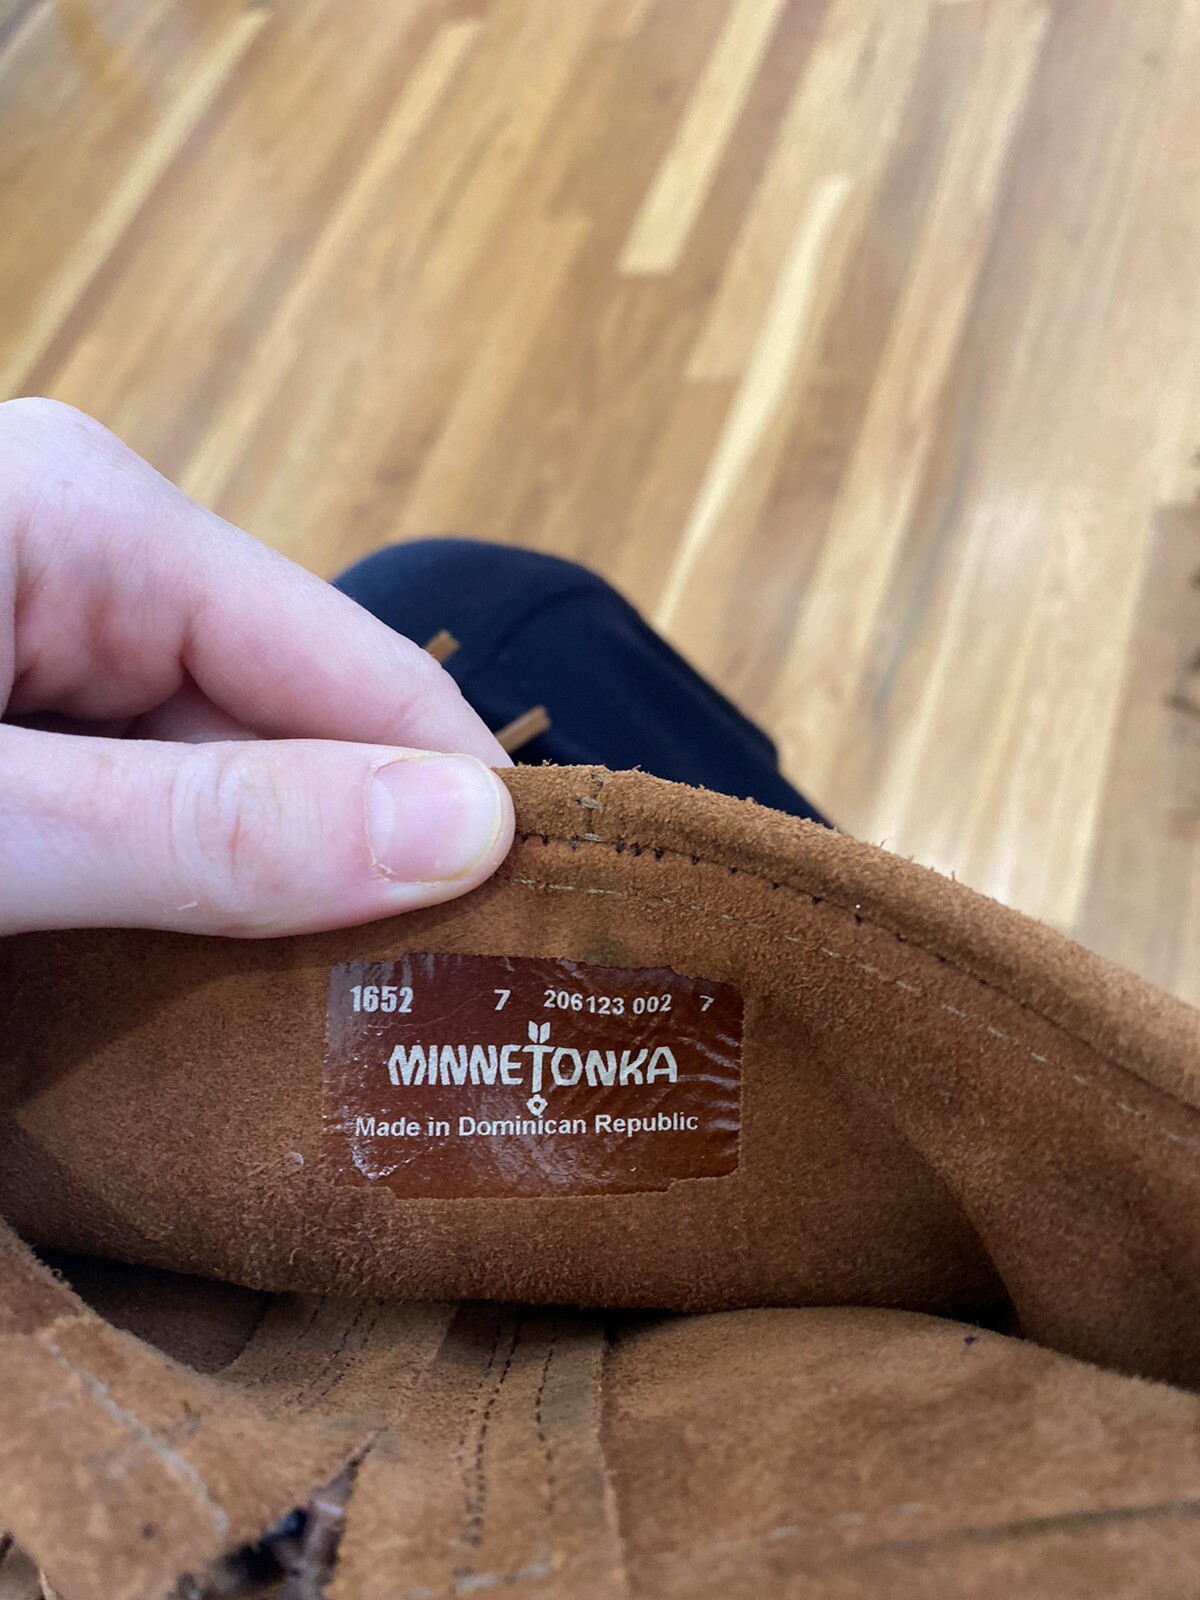 1652 7 206123 002 7
MINNETONKA
Made in Dominican Republic